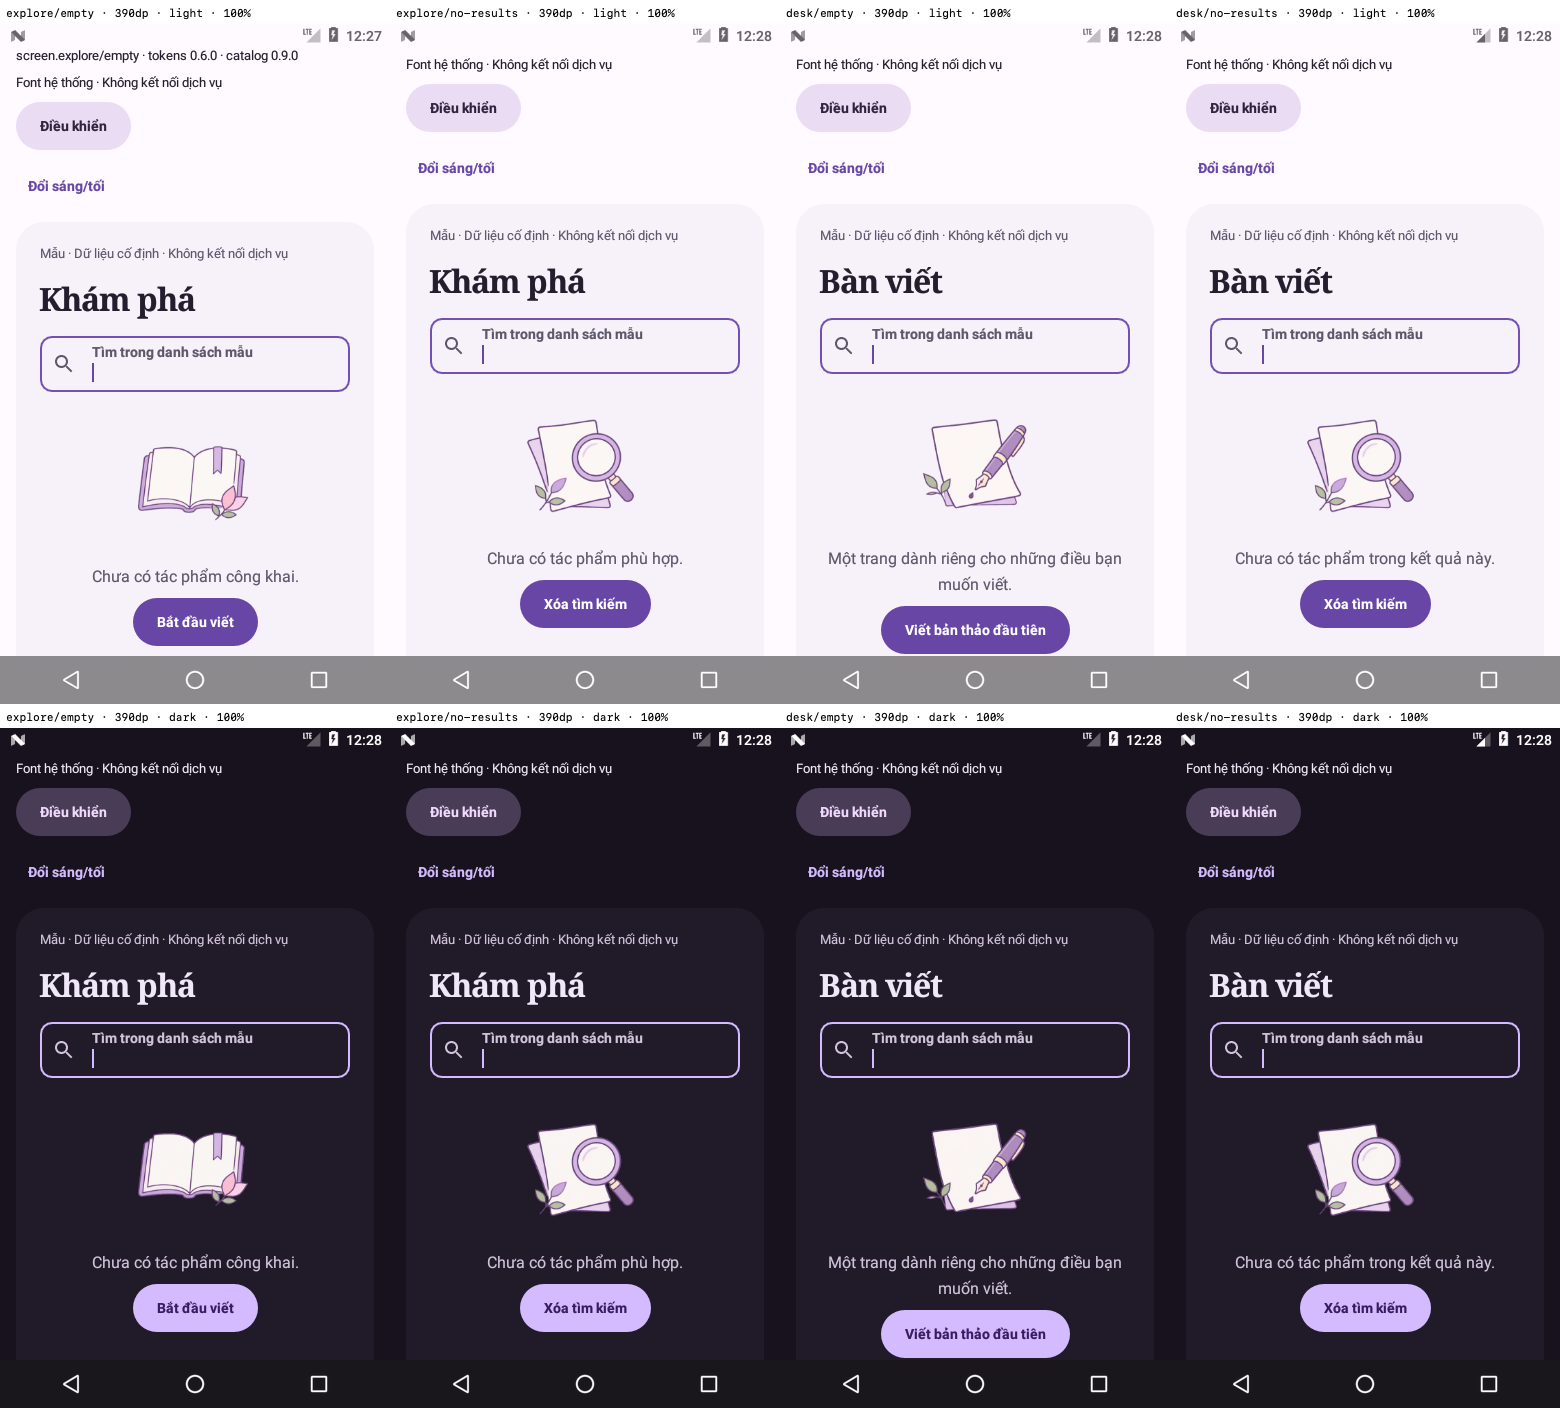 explore/empty · 390dp · light · 100%
LTE 12:27
screen.explore/empty · tokens 0.6.0 · catalog 0.9.0
Font hệ thống · Không kết nối dịch vụ
Điều khiển
Đổi sáng/tối
Mẫu · Dữ liệu cố định · Không kết nối dịch vụ
Khám phá
Tìm trong danh sách mẫu
Chưa có tác phẩm công khai.
Bắt đầu viết
explore/no-results · 390dp · light · 100%
LTE 12:28
Font hệ thống · Không kết nối dịch vụ
Điều khiển
Đổi sáng/tối
Mẫu · Dữ liệu cố định · Không kết nối dịch vụ
Khám phá
Tìm trong danh sách mẫu
Chưa có tác phẩm phù hợp.
Xóa tìm kiếm
desk/empty · 390dp · light · 100%
LTE 12:28
Font hệ thống · Không kết nối dịch vụ
Điều khiển
Đổi sáng/tối
Mẫu · Dữ liệu cố định · Không kết nối dịch vụ
Bàn viết
Tìm trong danh sách mẫu
Một trang dành riêng cho những điều bạn
muốn viết.
Viết bản thảo đầu tiên
desk/no-results · 390dp · light · 100%
LTE 12:28
Font hệ thống · Không kết nối dịch vụ
Điều khiển
Đổi sáng/tối
Mẫu · Dữ liệu cố định · Không kết nối dịch vụ
Bàn viết
Tìm trong danh sách mẫu
Chưa có tác phẩm trong kết quả này.
Xóa tìm kiếm
explore/empty · 390dp · dark · 100%
LTE 12:28
Font hệ thống · Không kết nối dịch vụ
Điều khiển
Đổi sáng/tối
Mẫu · Dữ liệu cố định · Không kết nối dịch vụ
Khám phá
Tìm trong danh sách mẫu
Chưa có tác phẩm công khai.
Bắt đầu viết
explore/no-results · 390dp · dark · 100%
LTE 12:28
Font hệ thống · Không kết nối dịch vụ
Điều khiển
Đổi sáng/tối
Mẫu · Dữ liệu cố định · Không kết nối dịch vụ
Khám phá
Tìm trong danh sách mẫu
Chưa có tác phẩm phù hợp.
Xóa tìm kiếm
desk/empty · 390dp · dark · 100%
LTE 12:28
Font hệ thống · Không kết nối dịch vụ
Điều khiển
Đổi sáng/tối
Mẫu · Dữ liệu cố định · Không kết nối dịch vụ
Bàn viết
Tìm trong danh sách mẫu
Một trang dành riêng cho những điều bạn
muốn viết.
Viết bản thảo đầu tiên
desk/no-results · 390dp · dark · 100%
LTE 12:28
Font hệ thống · Không kết nối dịch vụ
Điều khiển
Đổi sáng/tối
Mẫu · Dữ liệu cố định · Không kết nối dịch vụ
Bàn viết
Tìm trong danh sách mẫu
Chưa có tác phẩm trong kết quả này.
Xóa tìm kiếm